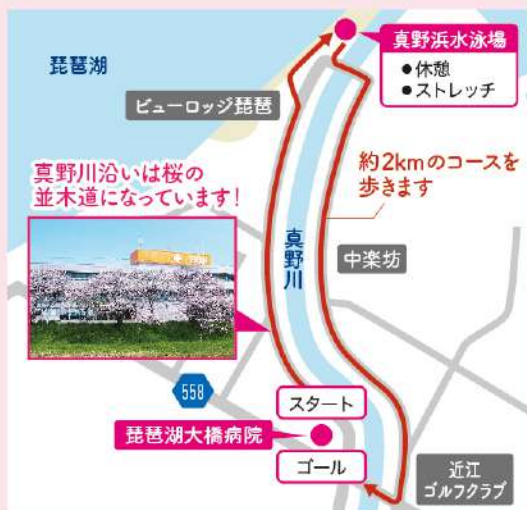 琵琶湖
真野浜水泳場
●休憩
●ストレッチ
ビューロッジ琵琶
真野川沿いは桜の
並木道になっています!
約2kmのコースを
歩きます
真野川
中楽坊
558
スタート
琵琶湖大橋病院
ゴール
近江
ゴルフクラブ